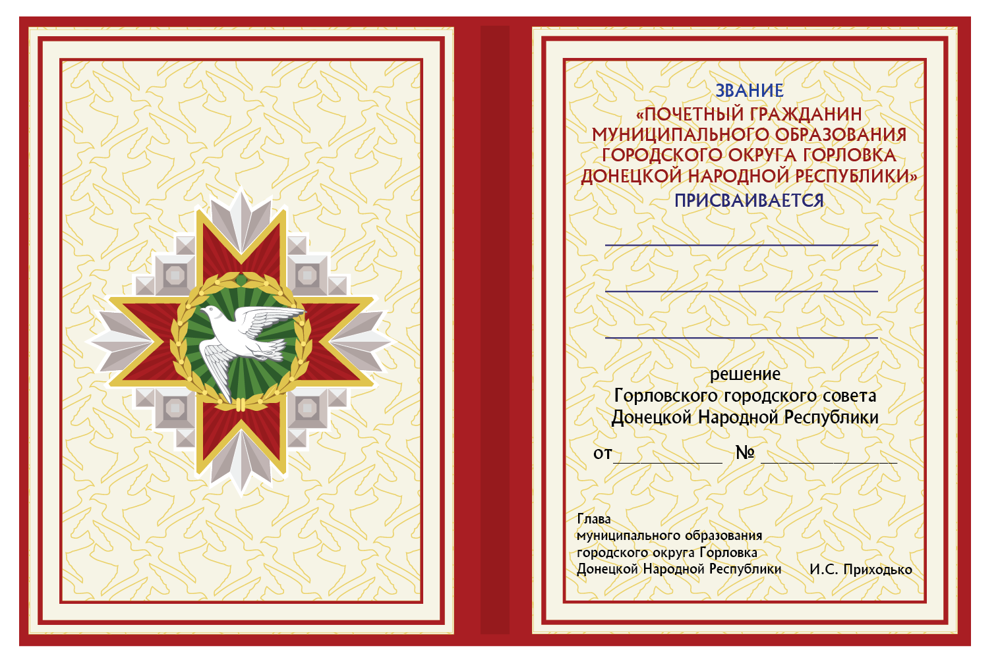 ЗВАНИЕ
«ПОЧЕТНЫЙ ГРАЖДАНИН
МУНИЦИПАЛЬНОГО ОБРАЗОВАНИЯ
ГОРОДСКОГО ОКРУГА ГОРЛОВКА
ДОНЕЦКОЙ НАРОДНОЙ РЕСПУБЛИКИ»
ПРИСВАИВАЕТСЯ
решение
Горловского городского совета
Донецкой Народной Республики
от____________ № _______________
Глава
муниципального образования
городского округа Горловка
Донецкой Народной Республики И.С. Приходько